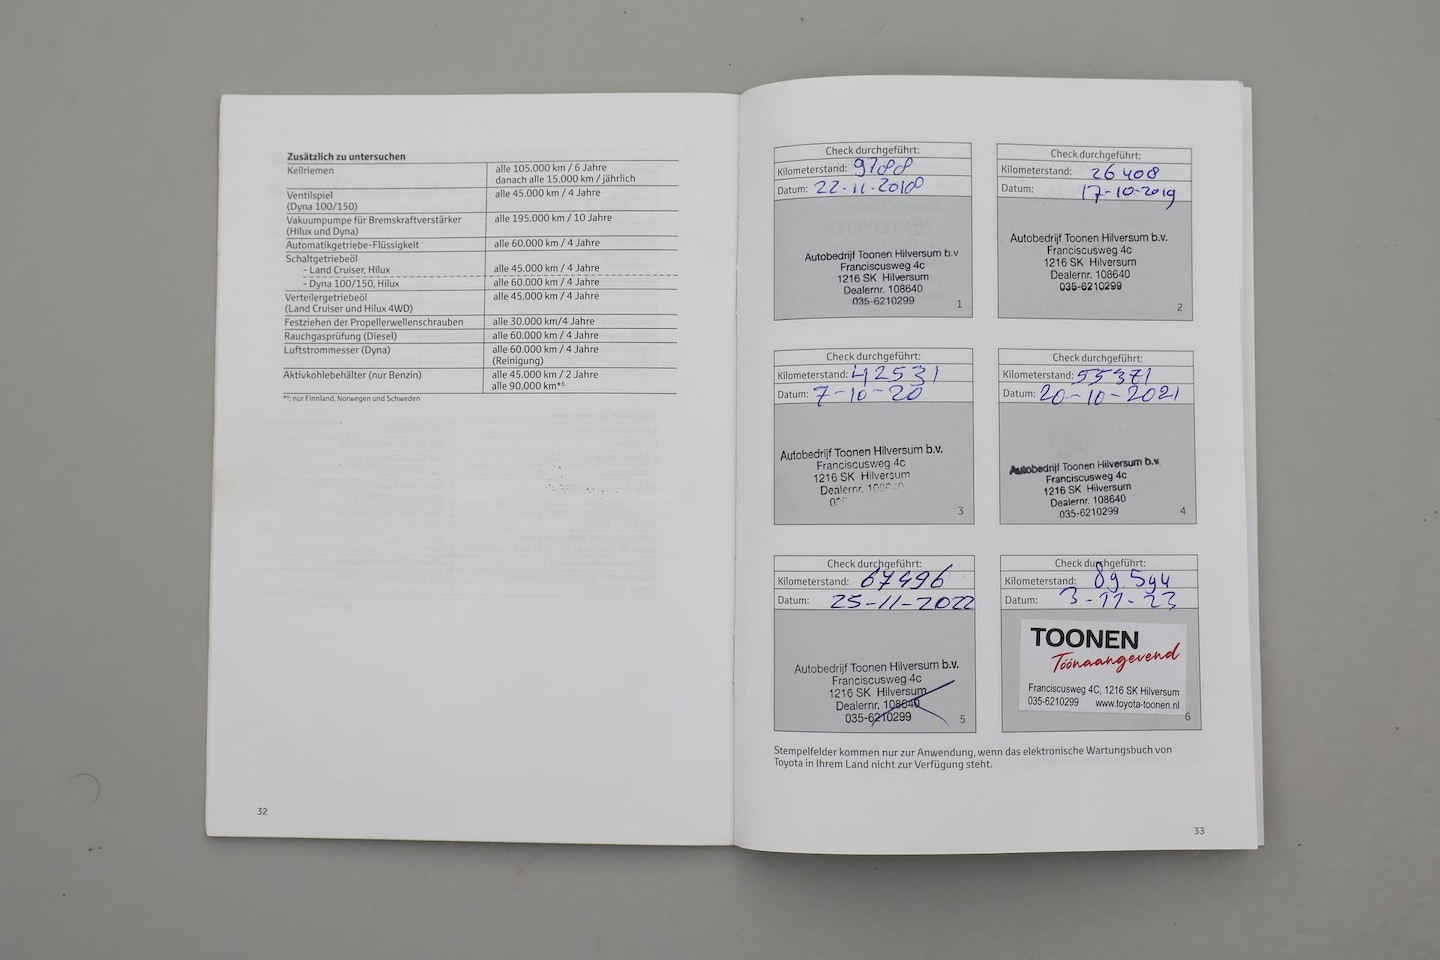 Zusätzlich zu untersuchen
Keilriemen alle 105.000 km / 6 Jahre
danach alle 15.000 km / jährlich
Ventilspiel alle 45.000 km / 4 Jahre
(Dyna 100/150)
Vakuumpumpe für Bremskraftverstärker alle 195.000 km / 10 Jahre
(Hilux und Dyna)
Automatikgetriebe-Flüssigkeit alle 60.000 km / 4 Jahre
Schaltgetriebeöl
- Land Cruiser, Hilux alle 45.000 km / 4 Jahre
- Dyna 100/150, Hilux alle 60.000 km / 4 Jahre
Verteilergetriebeöl alle 45.000 km / 4 Jahre
(Land Cruiser und Hilux 4WD)
Festziehen der Propellerwellenschrauben alle 30.000 km/4 Jahre
Rauchgasprüfung (Diesel) alle 60.000 km / 4 Jahre
Luftstrommesser (Dyna) alle 60.000 km / 4 Jahre
(Reinigung)
Aktivkohlebehälter (nur Benzin) alle 45.000 km / 2 Jahre
alle 90.000 km*⁶
*⁶: nur Finnland, Norwegen und Schweden
32
Check durchgeführt:
Kilometerstand: 9788
Datum: 22-11-2018
Autobedrijf Toonen Hilversum b.v
Franciscusweg 4c
1216 SK Hilversum
Dealernr. 108640
035-6210299
1
Check durchgeführt:
Kilometerstand: 26408
Datum: 17-10-2019
Autobedrijf Toonen Hilversum b.v.
Franciscusweg 4c
1216 SK Hilversum
Dealernr. 108640
035-6210299
2
Check durchgeführt:
Kilometerstand: 42531
Datum: 7-10-20
Autobedrijf Toonen Hilversum b.v.
Franciscusweg 4c
1216 SK Hilversum
Dealernr.
3
Check durchgeführt:
Kilometerstand: 55371
Datum: 20-10-2021
Autobedrijf Toonen Hilversum b.v.
Franciscusweg 4c
1216 SK Hilversum
Dealernr. 108640
035-6210299
4
Check durchgeführt:
Kilometerstand: 67496
Datum: 25-11-2022
Autobedrijf Toonen Hilversum b.v.
Franciscusweg 4c
1216 SK Hilversum
Dealernr. 108640
035-6210299
5
Check durchgeführt:
Kilometerstand: 89.594
Datum: 3-11-23
TOONEN
Tóónaangevend
Franciscusweg 4C, 1216 SK Hilversum
035-6210299 www.toyota-toonen.nl
6
Stempelfelder kommen nur zur Anwendung, wenn das elektronische Wartungsbuch von
Toyota in Ihrem Land nicht zur Verfügung steht.
33